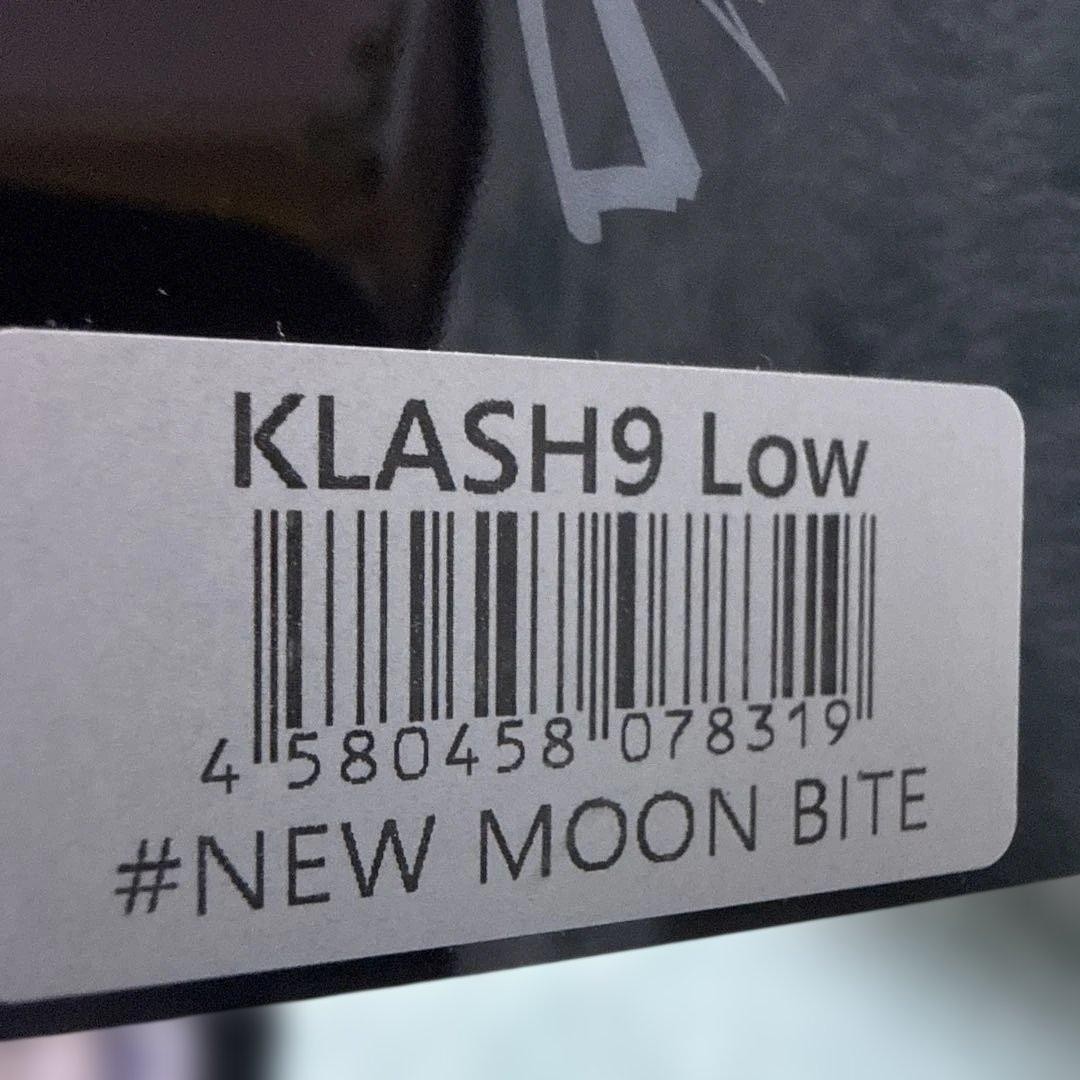 KLASH9 Low
4 580458 078319
#NEW MOON BITE